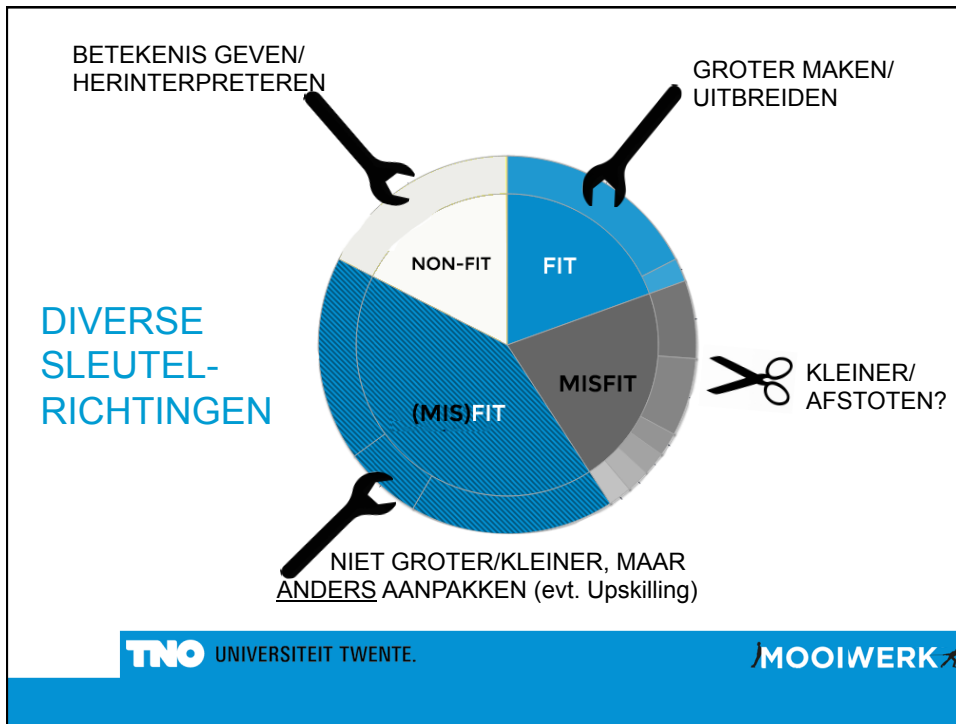 BETEKENIS GEVEN/
HERINTERPRETEREN
GROTER MAKEN/
UITBREIDEN
NON-FIT
FIT
DIVERSE
SLEUTEL-
RICHTINGEN
MISFIT
(MIS)FIT
KLEINER/
AFSTOTEN?
NIET GROTER/KLEINER, MAAR
ANDERS AANPAKKEN (evt. Upskilling)
TNO UNIVERSITEIT TWENTE.
MOOIWERK